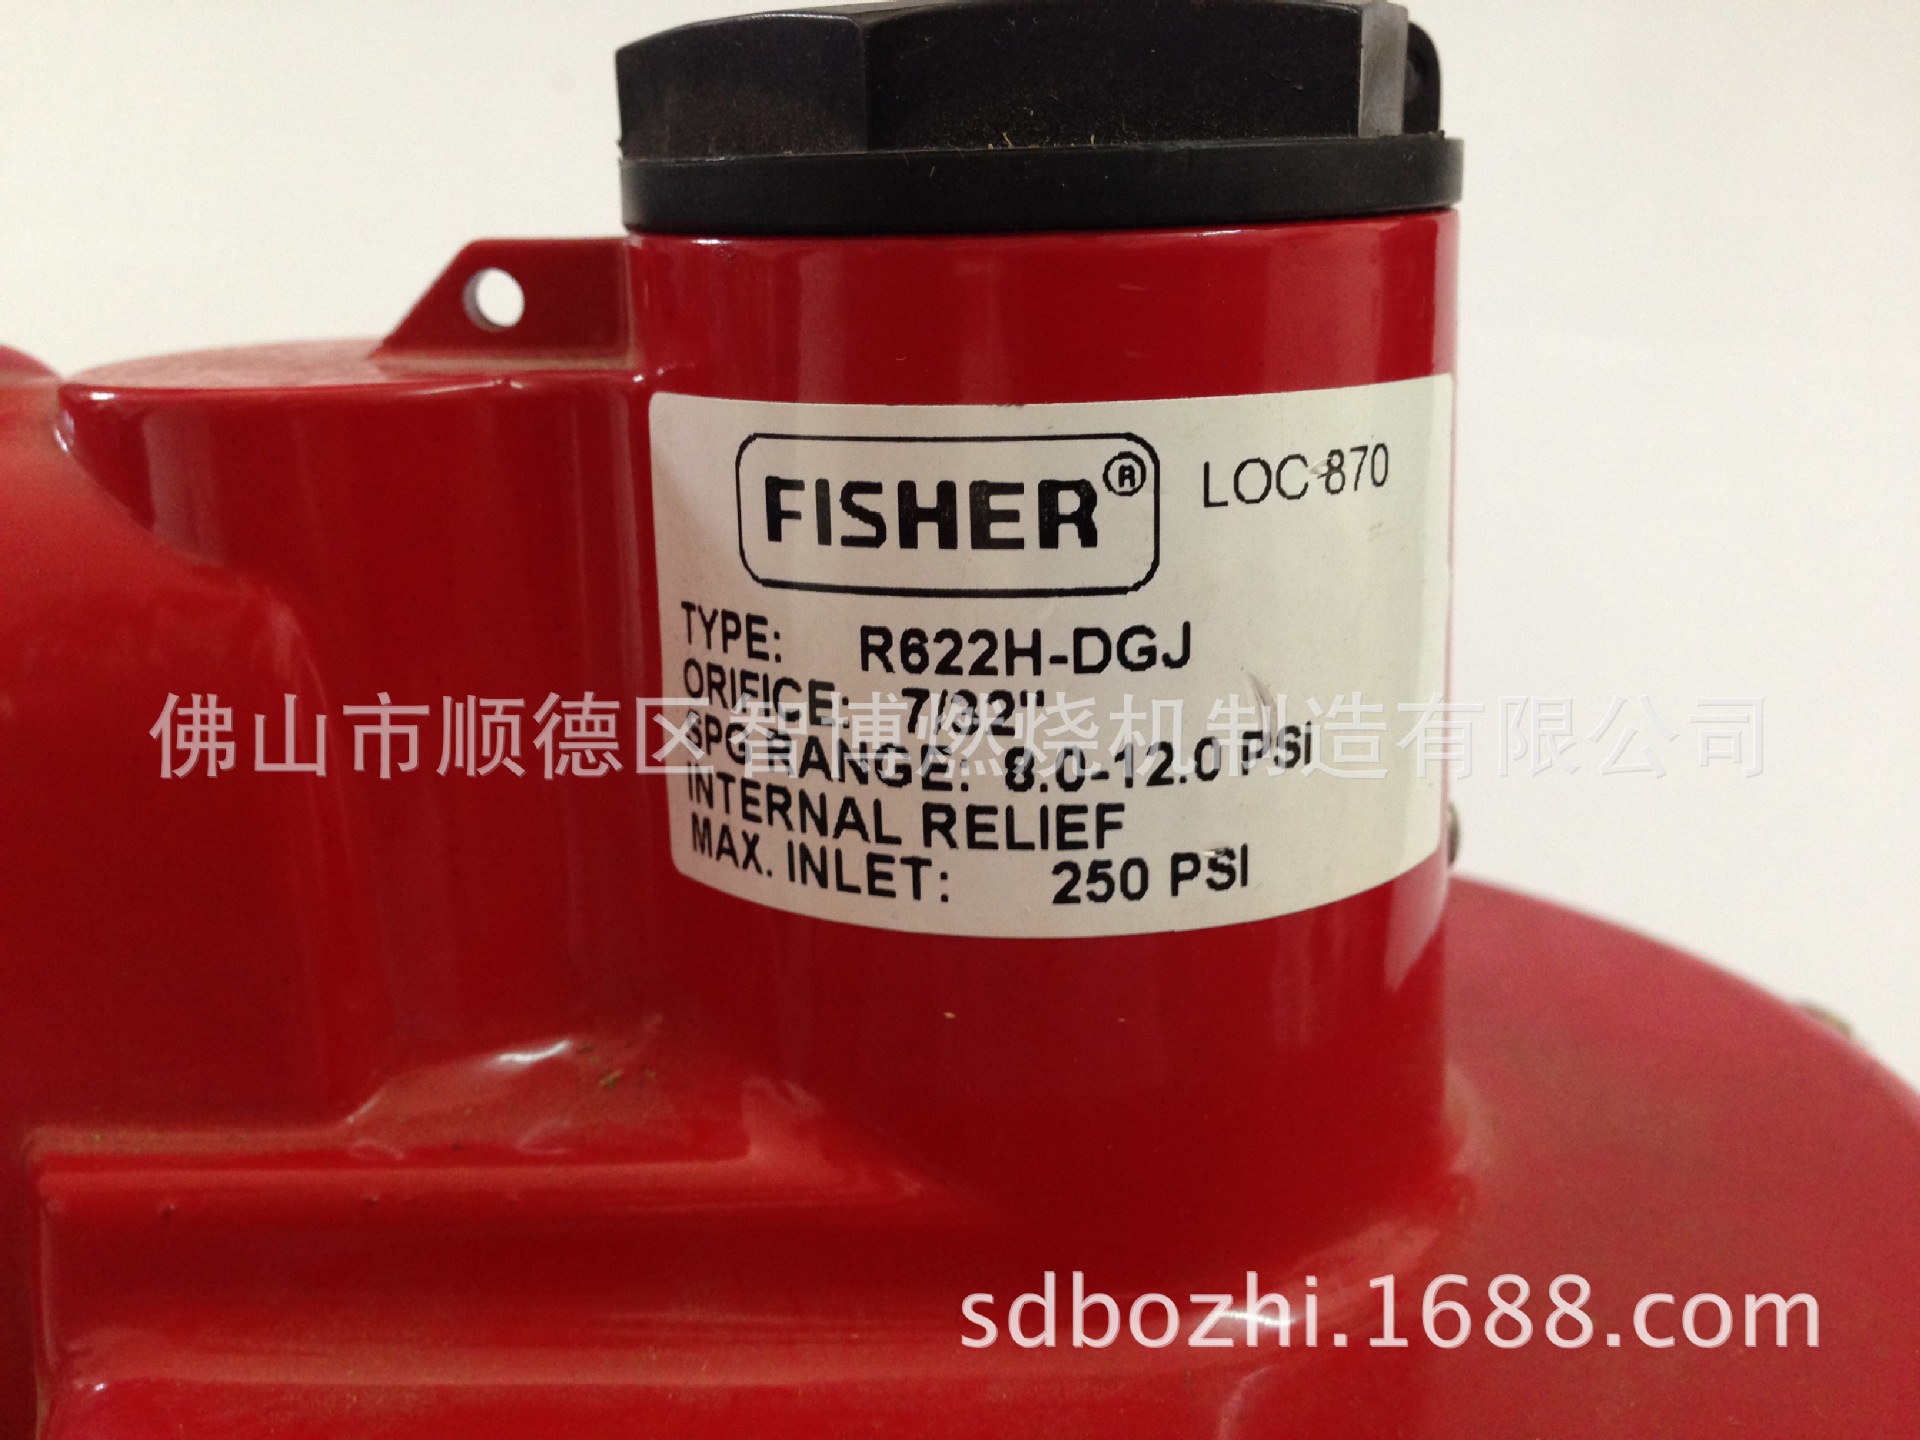 FISHER®
LOC 870
TYPE: R622H-DGJ
ORIFICE: 7/32"
SPG RANGE: 8.0-12.0 PSI
INTERNAL RELIEF
MAX. INLET: 250 PSI
佛山市顺德区智博燃烧机制造有限公司
sdbozhi.1688.com